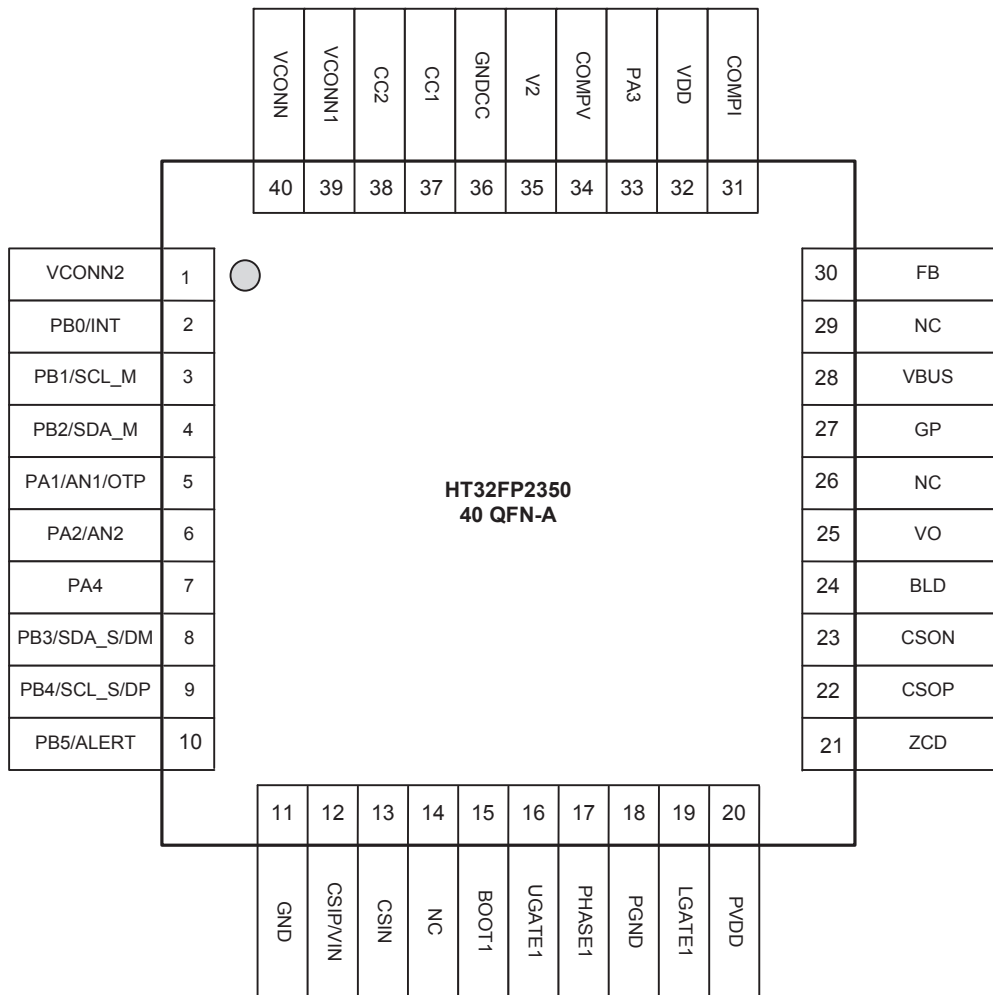 VCONN
VCONN1
CC2
CC1
GNDCC
V2
COMPV
PA3
VDD
COMPI
40 39 38 37 36 35 34 33 32 31
VCONN2 1
PB0/INT 2
PB1/SCL_M 3
PB2/SDA_M 4
PA1/AN1/OTP 5
PA2/AN2 6
PA4 7
PB3/SDA_S/DM 8
PB4/SCL_S/DP 9
PB5/ALERT 10
HT32FP2350
40 QFN-A
30 FB
29 NC
28 VBUS
27 GP
26 NC
25 VO
24 BLD
23 CSON
22 CSOP
21 ZCD
11 12 13 14 15 16 17 18 19 20
GND
CSIP/VIN
CSIN
NC
BOOT1
UGATE1
PHASE1
PGND
LGATE1
PVDD